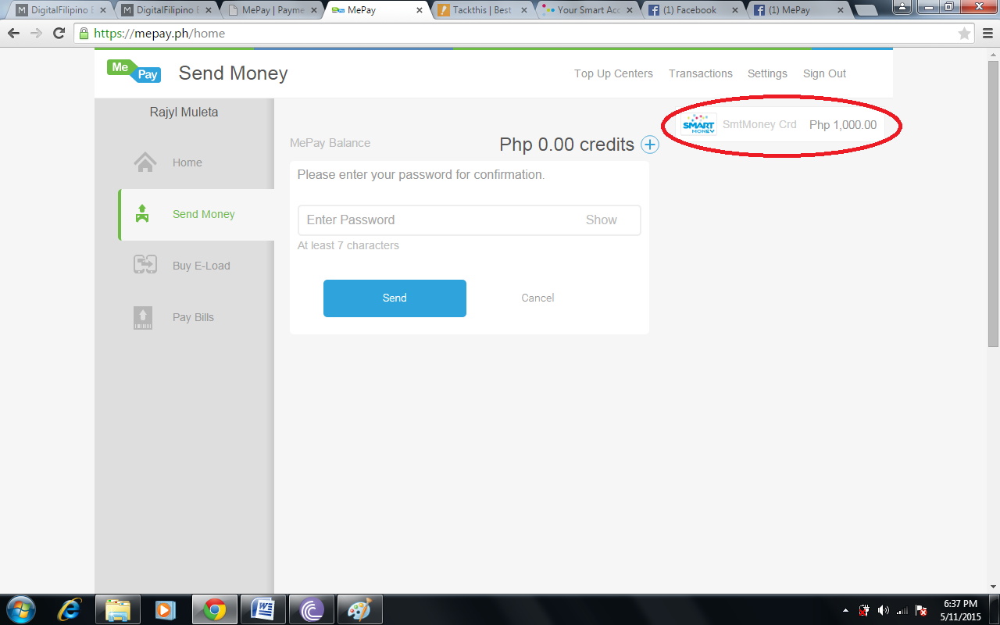 M DigitalFilipino E
M DigitalFilipino E
MePay | Payme
MePay
Tackthis | Best
Your Smart Acc
(1) Facebook
(1) MePay
https://mepay.ph/home
Me Pay
Send Money
Top Up Centers
Transactions
Settings
Sign Out
Rajyl Muleta
SMART MONEY
SmtMoney Crd
Php 1,000.00
MePay Balance
Php 0.00 credits
Home
Please enter your password for confirmation.
Send Money
Enter Password
Show
At least 7 characters
Buy E-Load
Send
Cancel
Pay Bills
6:37 PM
5/11/2015